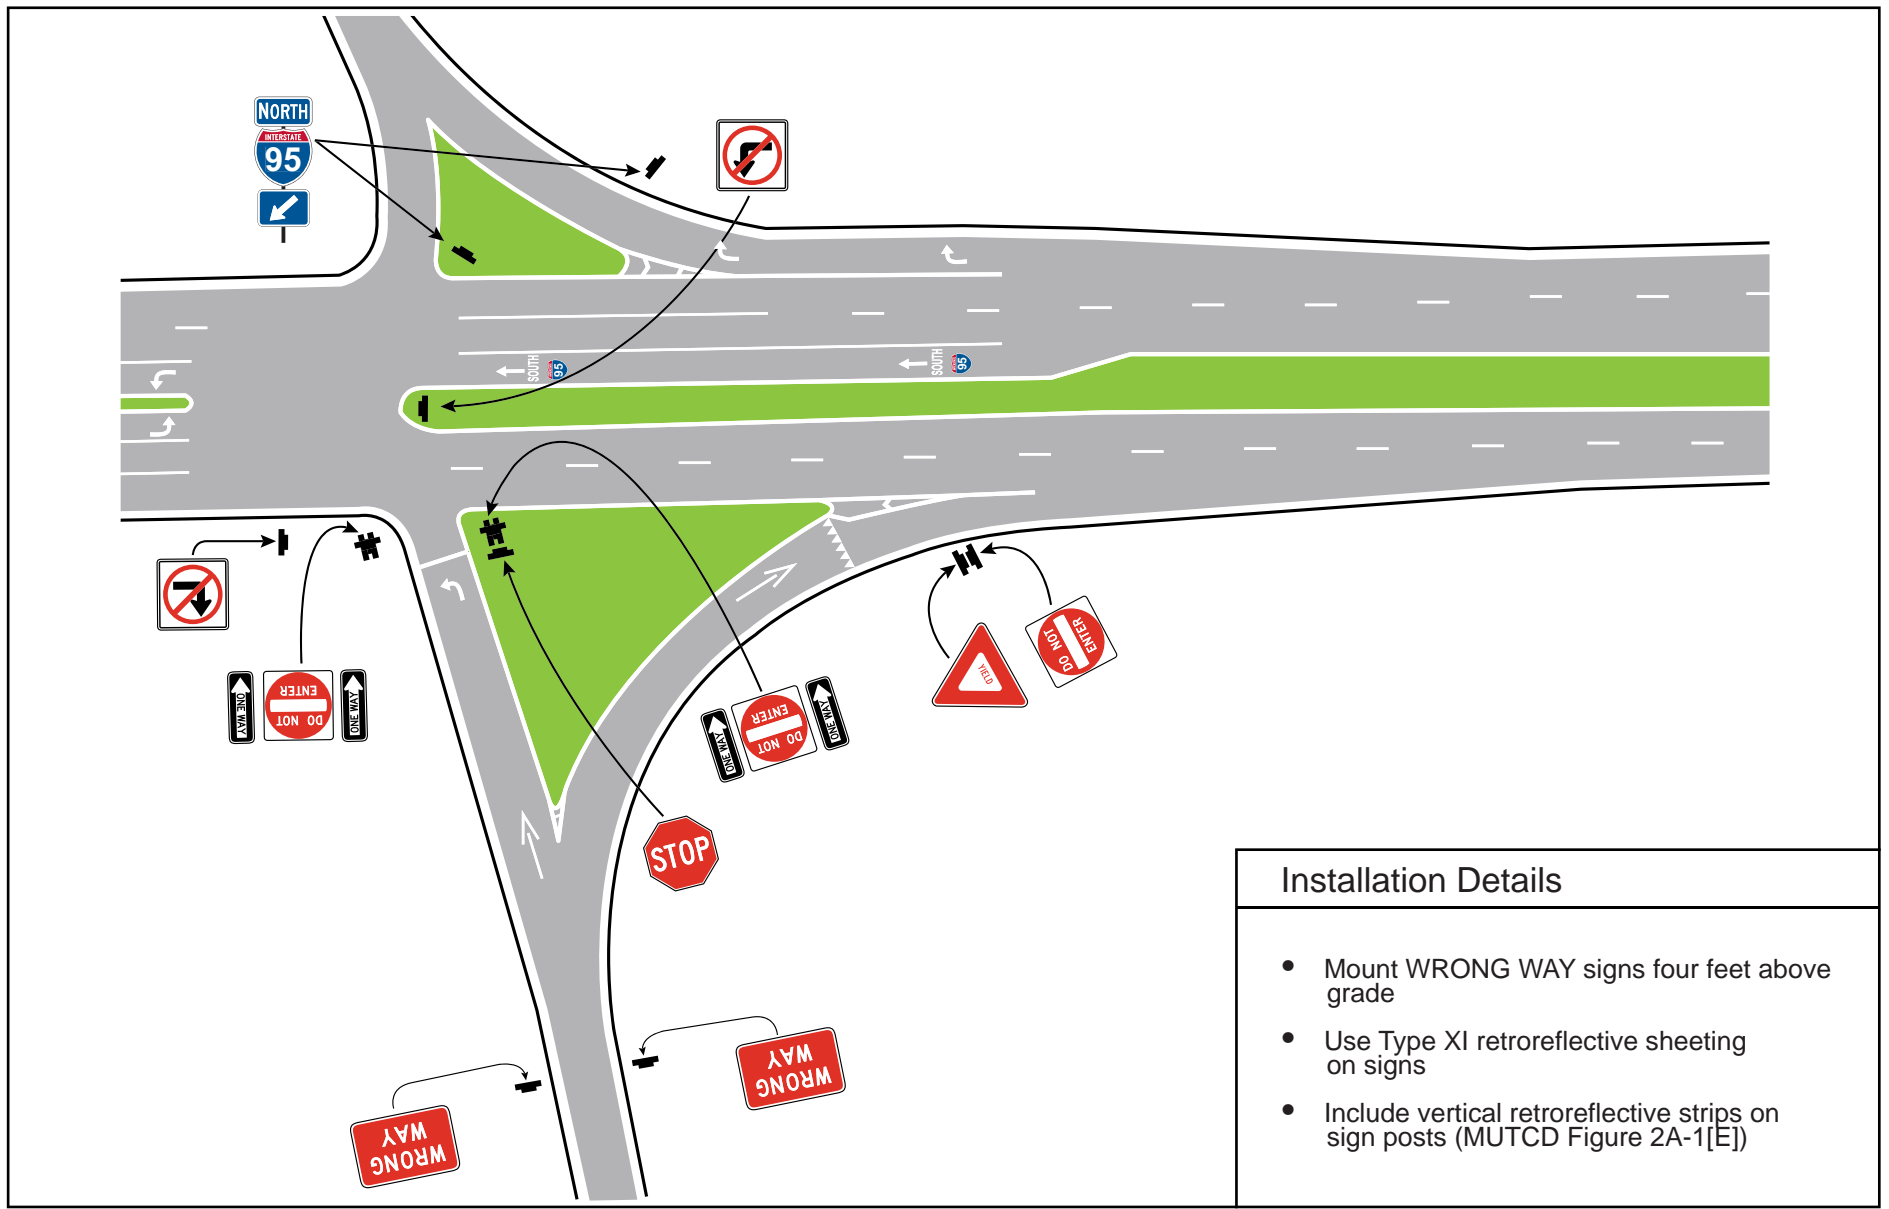 NORTH
INTERSTATE
95
SOUTH
95
SOUTH
95
ONE WAY
DO NOT
ENTER
ONE WAY
ONE WAY
DO NOT
ENTER
ONE WAY
YIELD
DO NOT
ENTER
STOP
WRONG
WAY
WRONG
WAY
Installation Details
• Mount WRONG WAY signs four feet above
grade
• Use Type XI retroreflective sheeting
on signs
• Include vertical retroreflective strips on
sign posts (MUTCD Figure 2A-1[E])